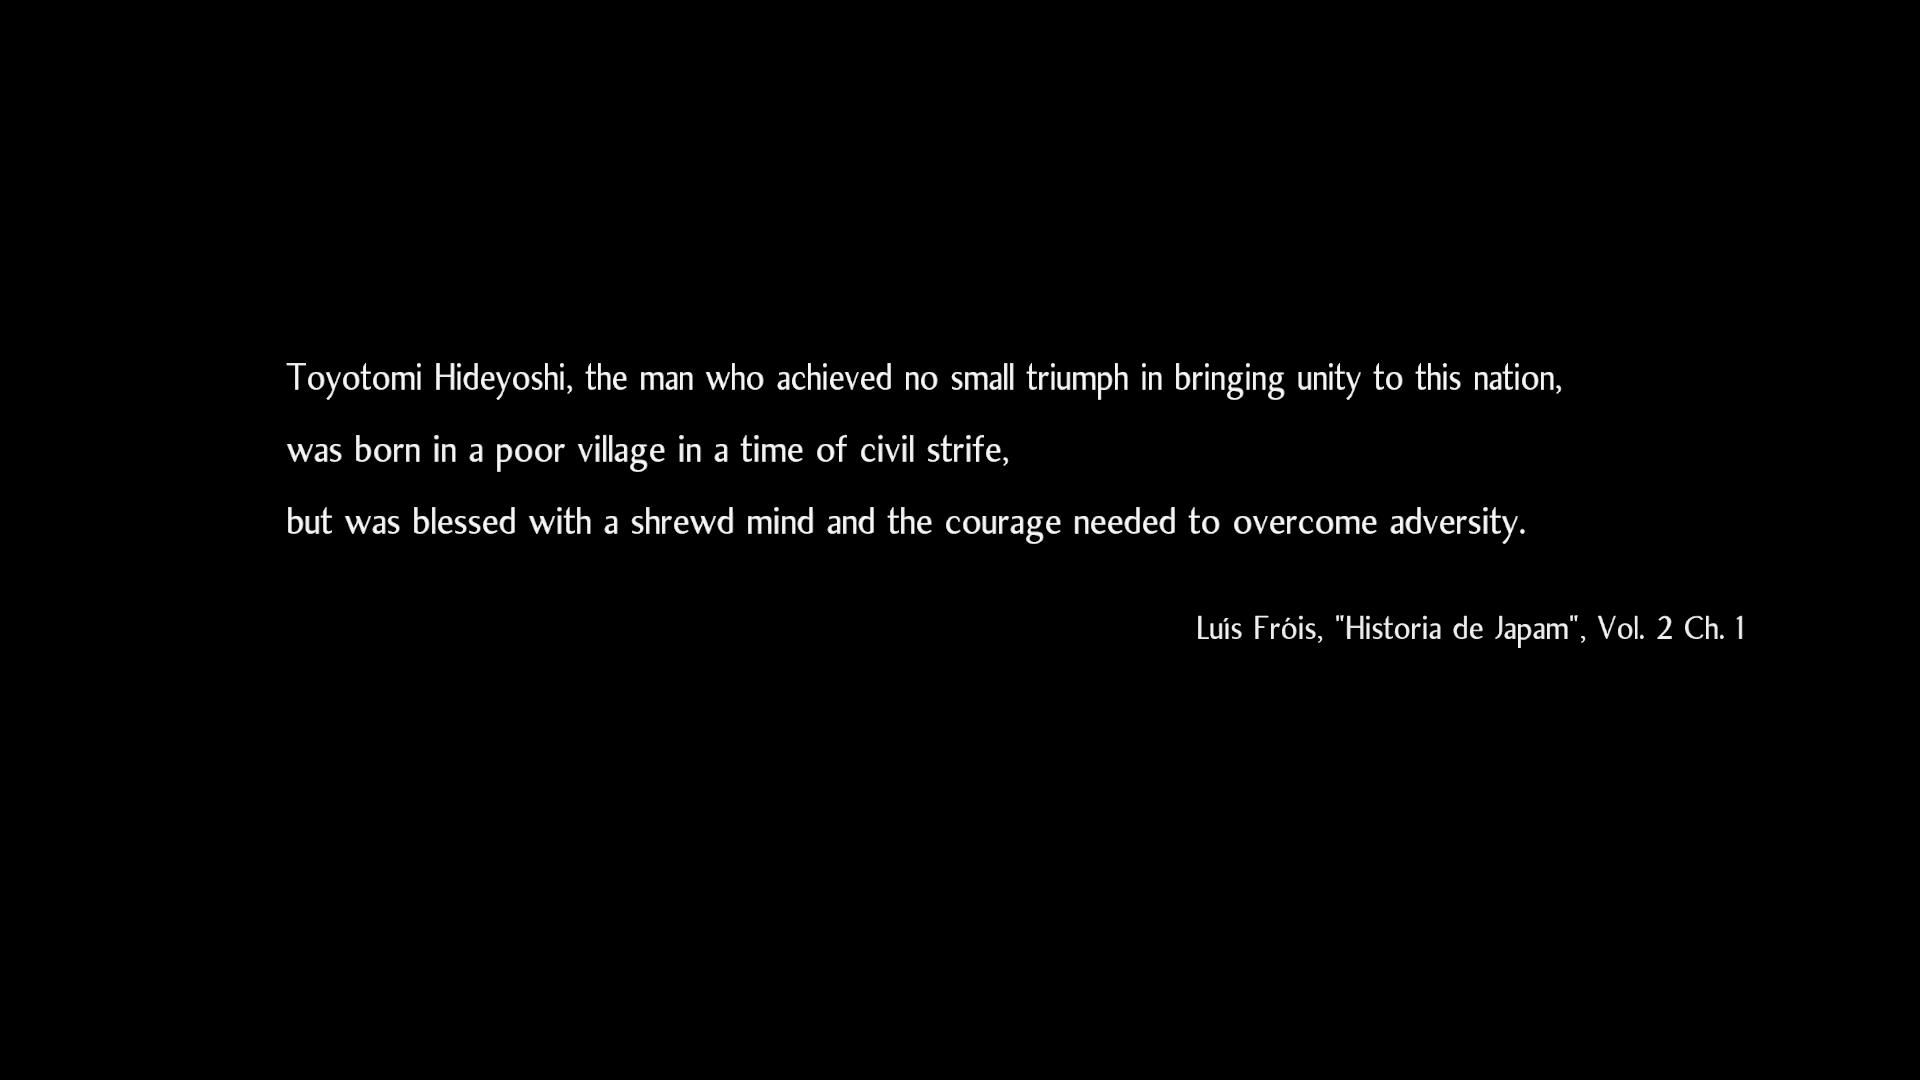 Toyotomi Hideyoshi, the man who achieved no small triumph in bringing unity to this nation,
was born in a poor village in a time of civil strife,
but was blessed with a shrewd mind and the courage needed to overcome adversity.
Luís Fróis, "Historia de Japam", Vol. 2 Ch. 1